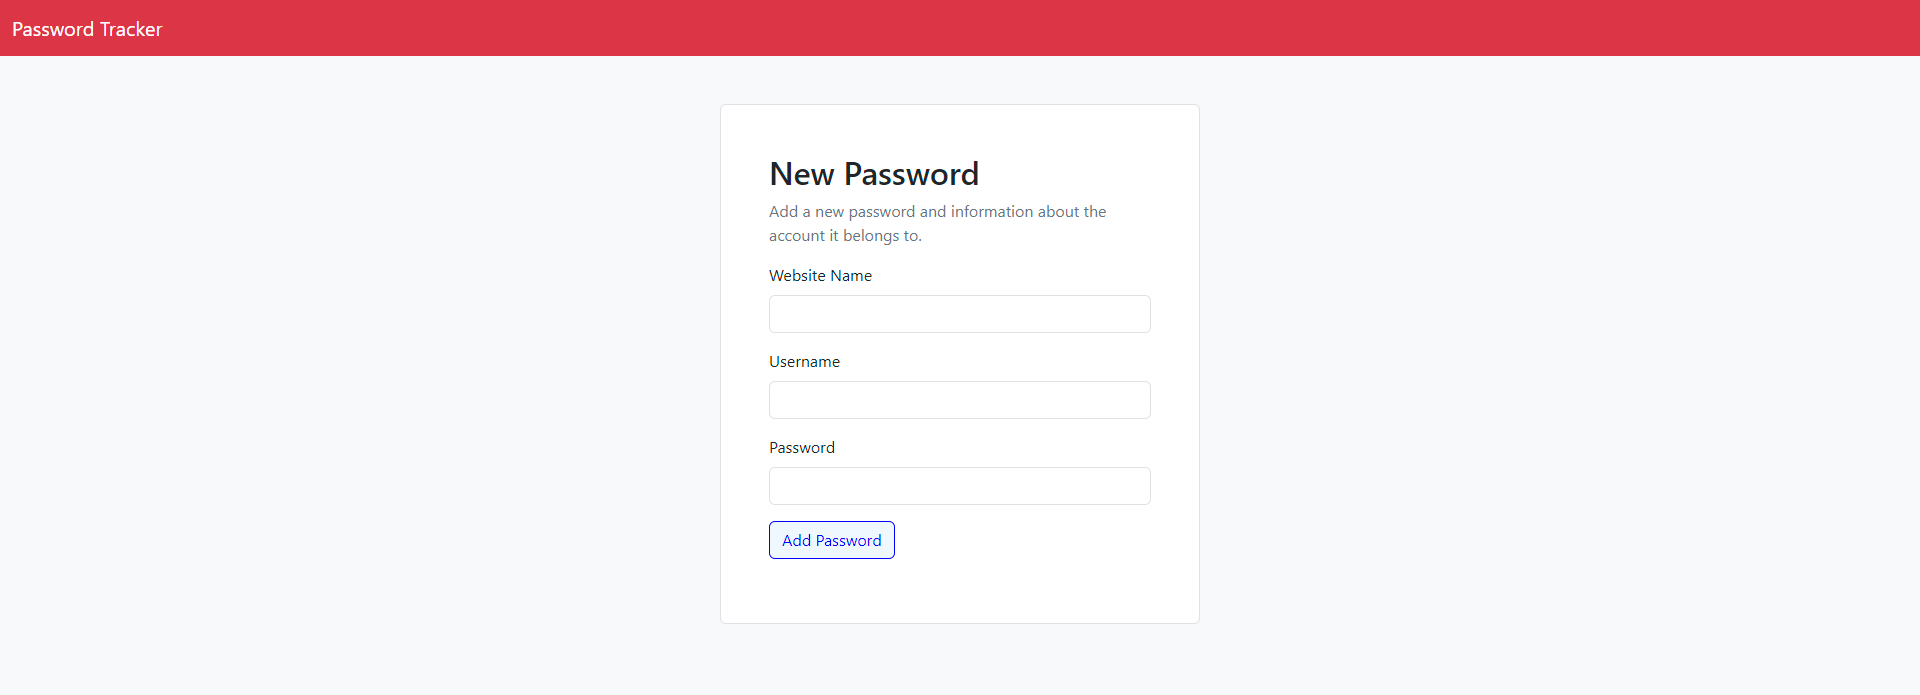 Password Tracker
New Password
Add a new password and information about the
account it belongs to.
Website Name
Username
Password
Add Password